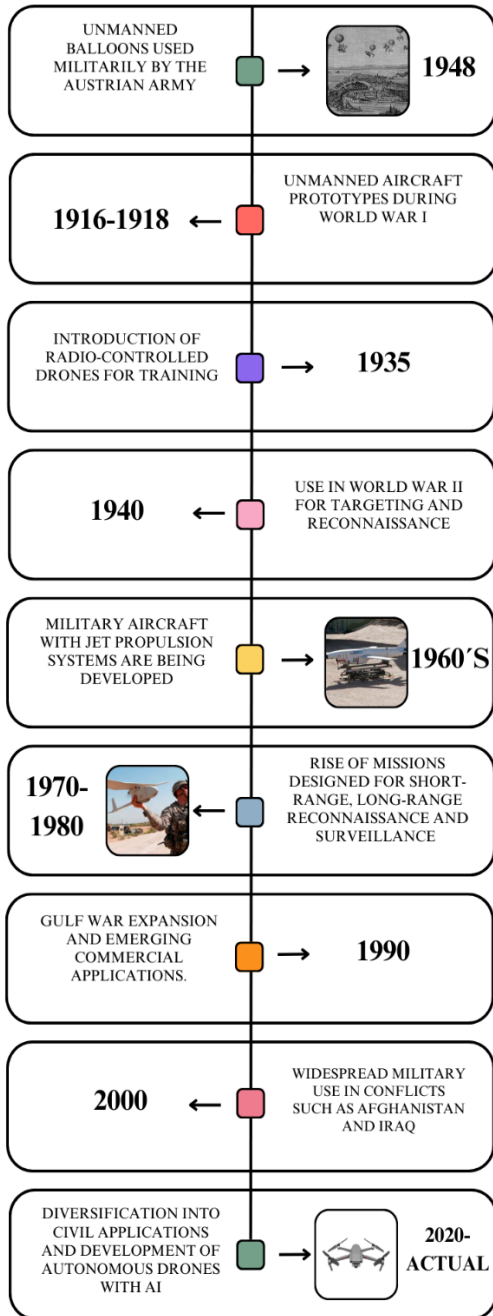 UNMANNED
BALLOONS USED
MILITARILY BY THE
AUSTRIAN ARMY
1948
1916-1918
UNMANNED AIRCRAFT
PROTOTYPES DURING
WORLD WAR I
INTRODUCTION OF
RADIO-CONTROLLED
DRONES FOR TRAINING
1935
1940
USE IN WORLD WAR II
FOR TARGETING AND
RECONNAISSANCE
MILITARY AIRCRAFT
WITH JET PROPULSION
SYSTEMS ARE BEING
DEVELOPED
1960´S
1970-
1980
RISE OF MISSIONS
DESIGNED FOR SHORT-
RANGE, LONG-RANGE
RECONNAISSANCE AND
SURVEILLANCE
GULF WAR EXPANSION
AND EMERGING
COMMERCIAL
APPLICATIONS.
1990
2000
WIDESPREAD MILITARY
USE IN CONFLICTS
SUCH AS AFGHANISTAN
AND IRAQ
DIVERSIFICATION INTO
CIVIL APPLICATIONS
AND DEVELOPMENT OF
AUTONOMOUS DRONES
WITH AI
2020-
ACTUAL